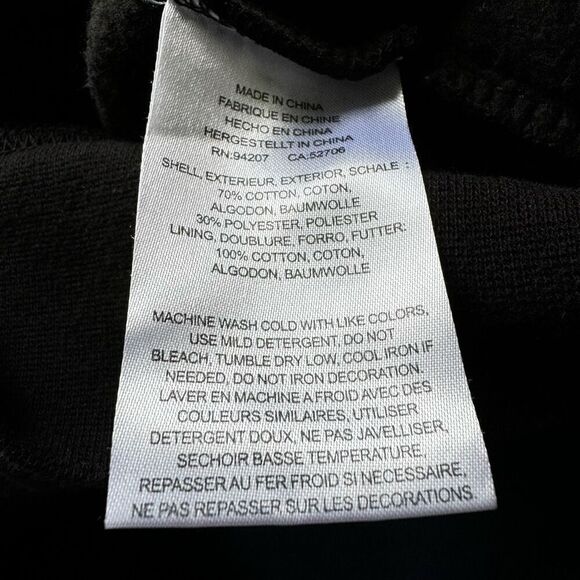 MADE IN CHINA
FABRIQUE EN CHINE
HECHO EN CHINA
HERGESTELLT IN CHINA
RN:94207 CA:52706
SHELL, EXTERIEUR, EXTERIOR, SCHALE :
70% COTTON, COTON,
ALGODON, BAUMWOLLE
30% POLYESTER, POLIESTER
LINING, DOUBLURE, FORRO, FUTTER:
100% COTTON, COTON,
ALGODON, BAUMWOLLE
MACHINE WASH COLD WITH LIKE COLORS,
USE MILD DETERGENT, DO NOT
BLEACH, TUMBLE DRY LOW, COOL IRON IF
NEEDED, DO NOT IRON DECORATION.
LAVER EN MACHINE A FROID AVEC DES
COULEURS SIMILAIRES, UTILISER
DETERGENT DOUX, NE PAS JAVELLISER,
SECHOIR BASSE TEMPERATURE,
REPASSER AU FER FROID SI NECESSAIRE,
NE PAS REPASSER SUR LES DECORATIONS.